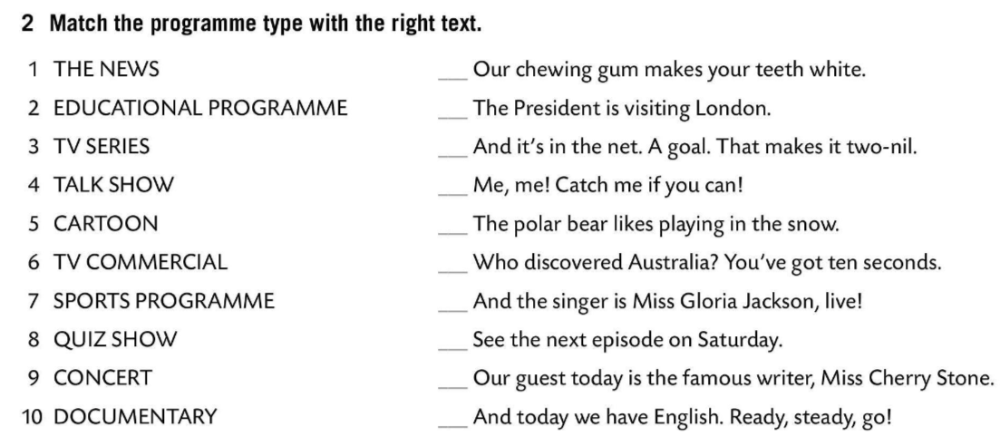 2 Match the programme type with the right text.
1 THE NEWS ___ Our chewing gum makes your teeth white.
2 EDUCATIONAL PROGRAMME ___ The President is visiting London.
3 TV SERIES ___ And it's in the net. A goal. That makes it two-nil.
4 TALK SHOW ___ Me, me! Catch me if you can!
5 CARTOON ___ The polar bear likes playing in the snow.
6 TV COMMERCIAL ___ Who discovered Australia? You've got ten seconds.
7 SPORTS PROGRAMME ___ And the singer is Miss Gloria Jackson, live!
8 QUIZ SHOW ___ See the next episode on Saturday.
9 CONCERT ___ Our guest today is the famous writer, Miss Cherry Stone.
10 DOCUMENTARY ___ And today we have English. Ready, steady, go!